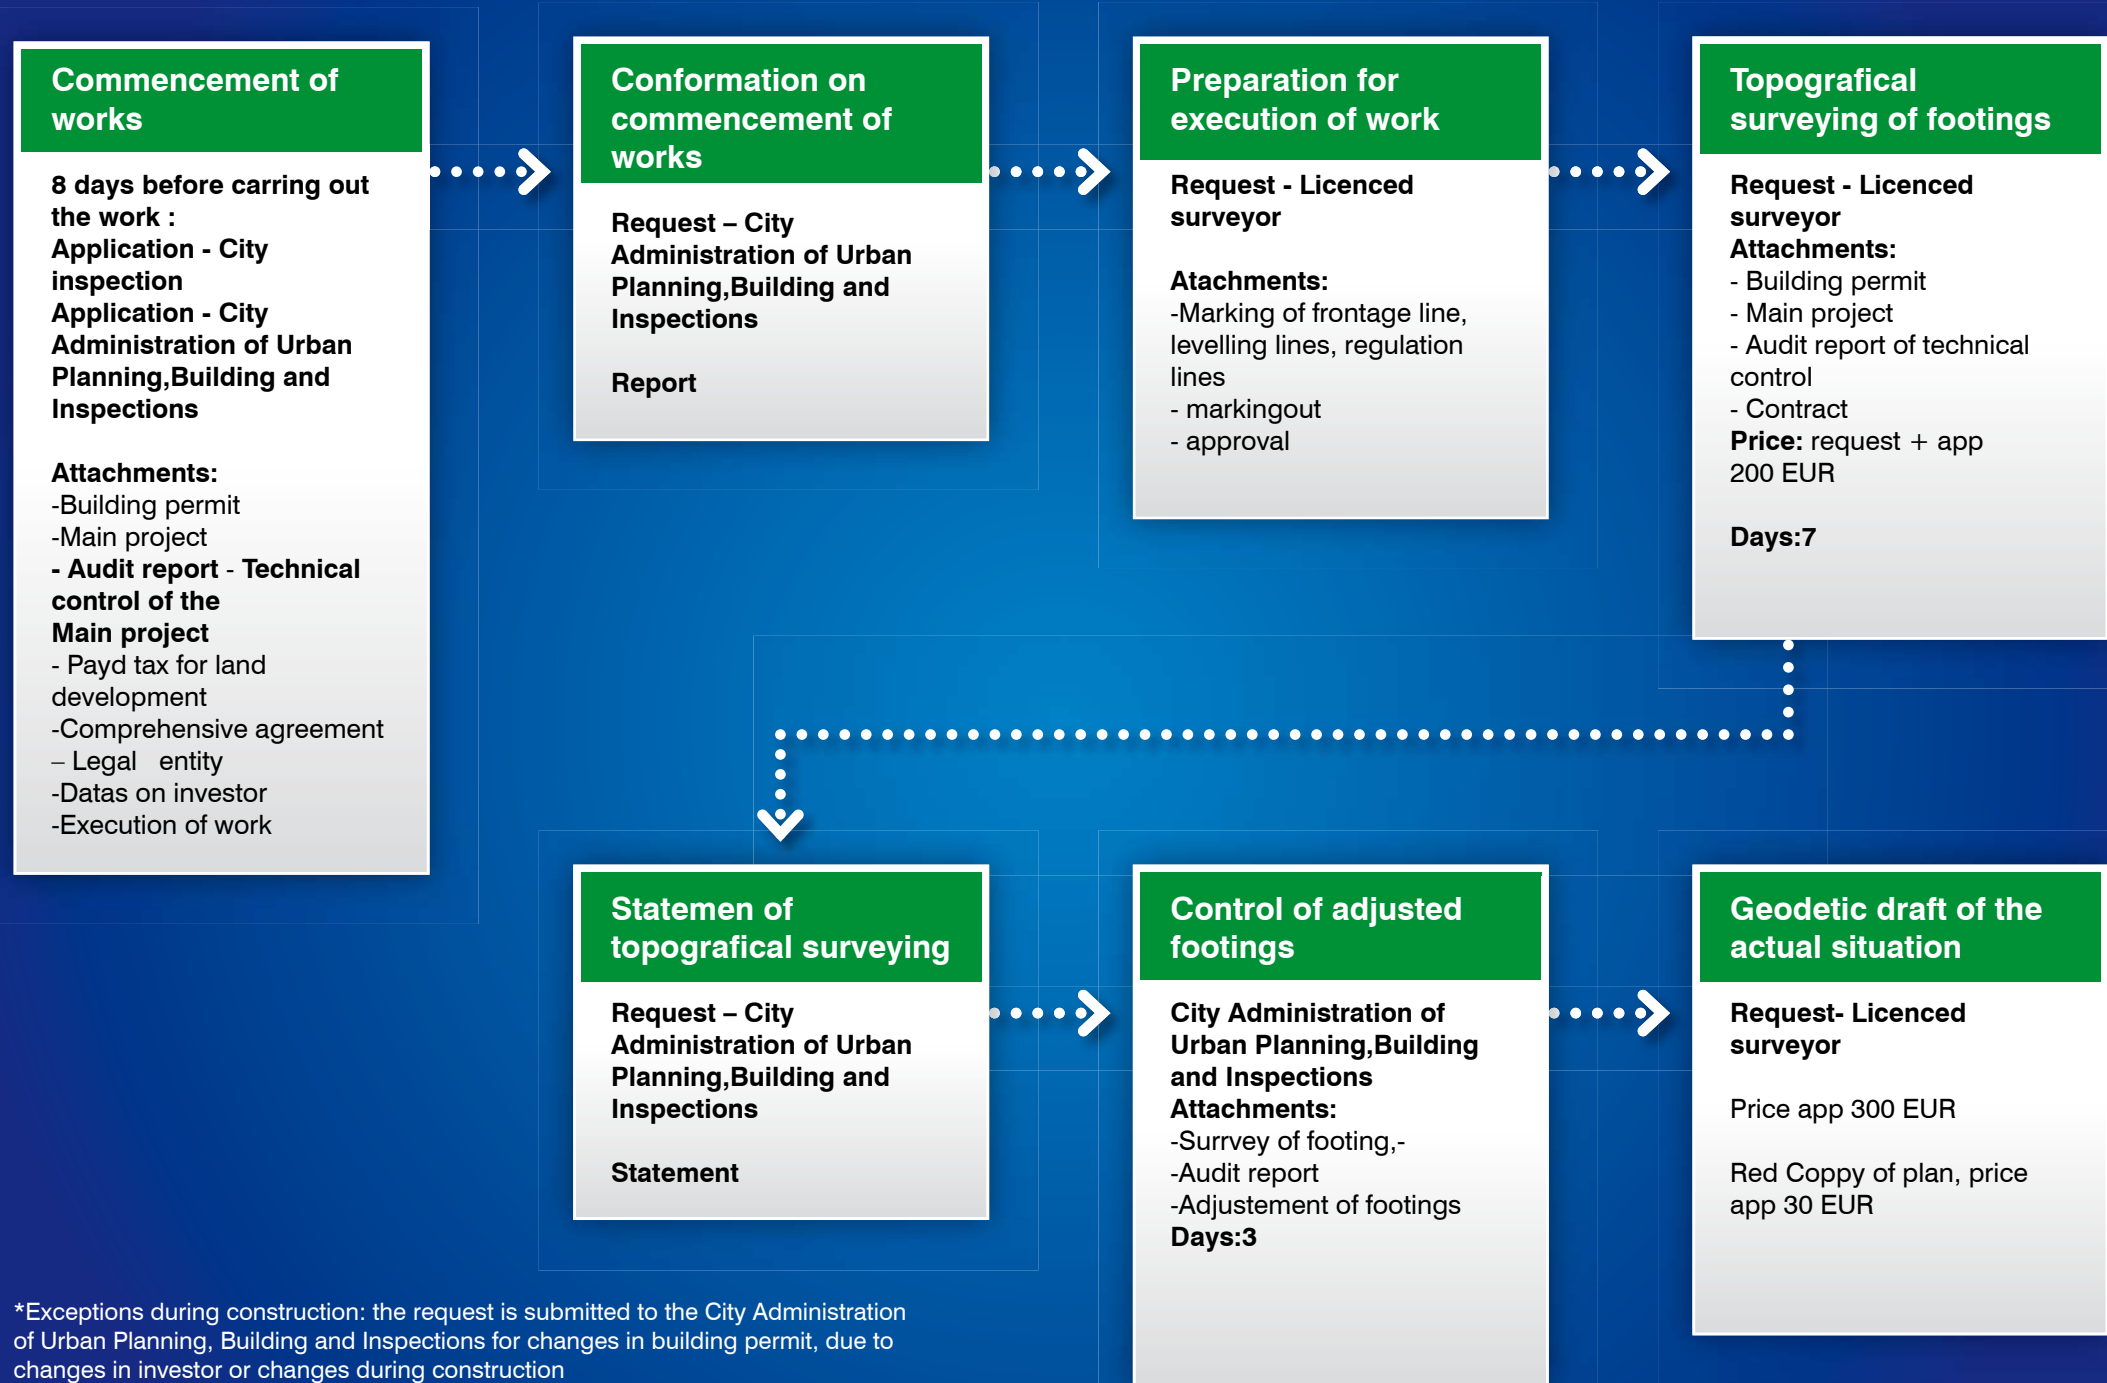 Commencement of
works
8 days before carring out
the work :
Application - City
inspection
Application - City
Administration of Urban
Planning,Building and
Inspections
Attachments:
-Building permit
-Main project
- Audit report - Technical
control of the
Main project
- Payd tax for land
development
-Comprehensive agreement
– Legal entity
-Datas on investor
-Execution of work
Conformation on
commencement of
works
Request – City
Administration of Urban
Planning,Building and
Inspections
Report
Preparation for
execution of work
Request - Licenced
surveyor
Atachments:
-Marking of frontage line,
levelling lines, regulation
lines
- markingout
- approval
Topografical
surveying of footings
Request - Licenced
surveyor
Attachments:
- Building permit
- Main project
- Audit report of technical
control
- Contract
Price: request + app
200 EUR
Days:7
Statemen of
topografical surveying
Request – City
Administration of Urban
Planning,Building and
Inspections
Statement
Control of adjusted
footings
City Administration of
Urban Planning,Building
and Inspections
Attachments:
-Surrvey of footing,-
-Audit report
-Adjustement of footings
Days:3
Geodetic draft of the
actual situation
Request- Licenced
surveyor
Price app 300 EUR
Red Coppy of plan, price
app 30 EUR
*Exceptions during construction: the request is submitted to the City Administration
of Urban Planning, Building and Inspections for changes in building permit, due to
changes in investor or changes during construction